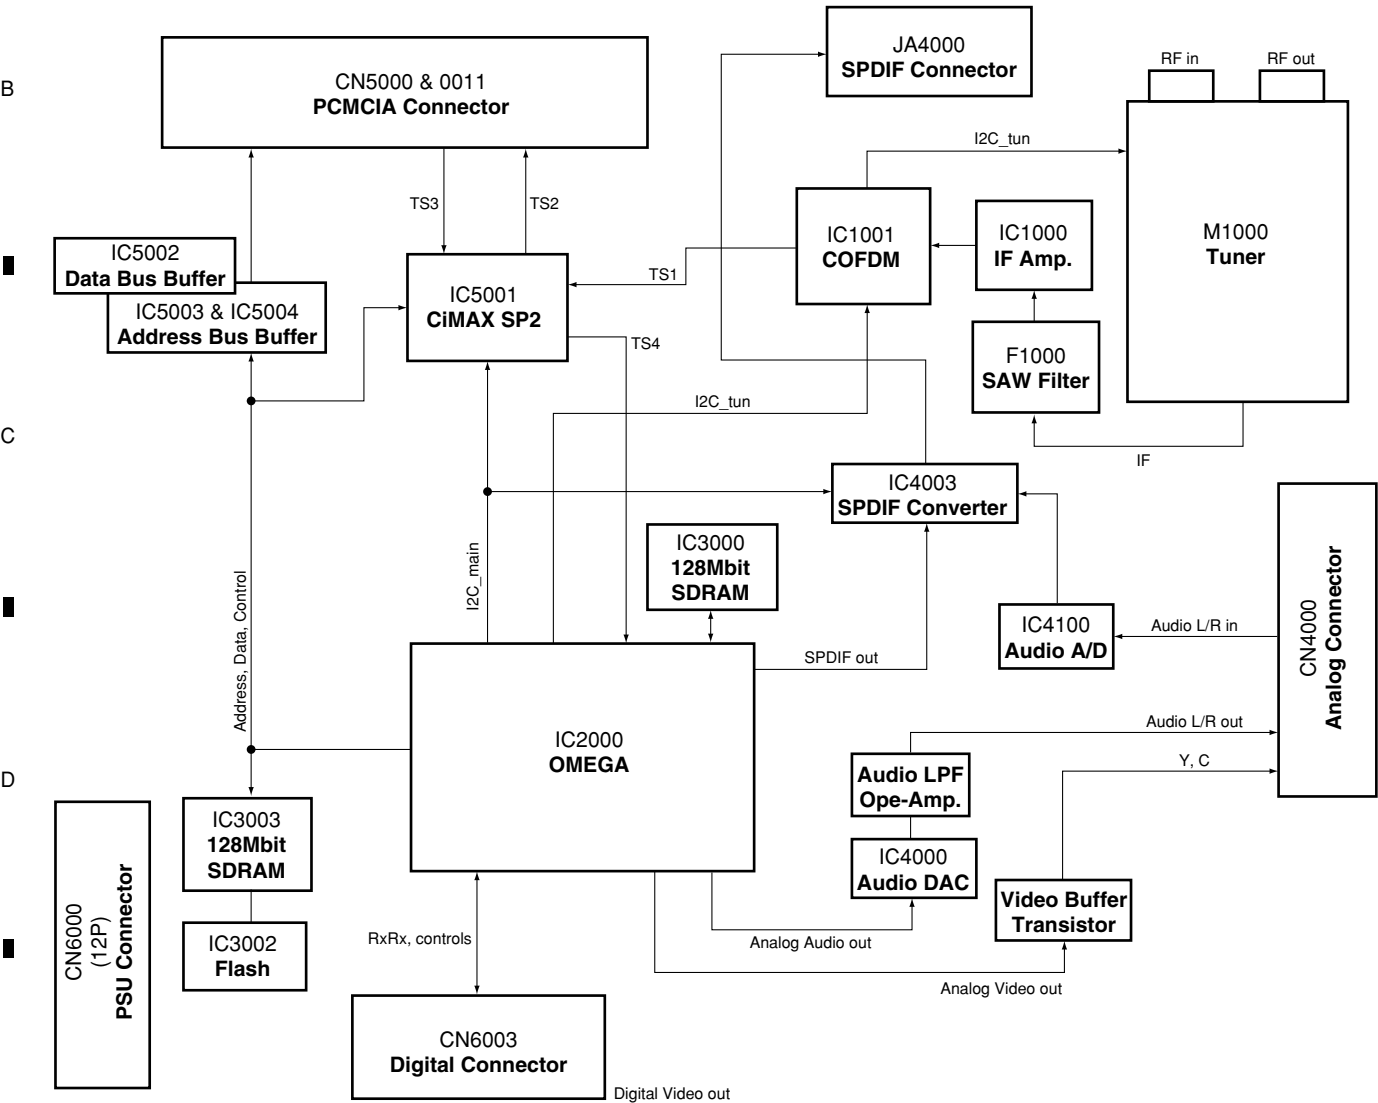 JA4000
SPDIF Connector
RF in
RF out
B
CN5000 & 0011
PCMCIA Connector
I2C_tun
TS3
TS2
IC1001
COFDM
IC1000
IF Amp.
M1000
Tuner
IC5002
Data Bus Buffer
IC5003 & IC5004
Address Bus Buffer
IC5001
CiMAX SP2
TS1
TS4
F1000
SAW Filter
I2C_tun
C
IF
IC4003
SPDIF Converter
IC3000
128Mbit
SDRAM
I2C_main
Address, Data, Control
IC4100
Audio A/D
Audio L/R in
CN4000
Analog Connector
SPDIF out
IC2000
OMEGA
Audio L/R out
Y, C
D
Audio LPF
Ope-Amp.
IC4000
Audio DAC
IC3003
128Mbit
SDRAM
Video Buffer
Transistor
CN6000
(12P)
PSU Connector
IC3002
Flash
RxRx, controls
Analog Audio out
Analog Video out
CN6003
Digital Connector
Digital Video out